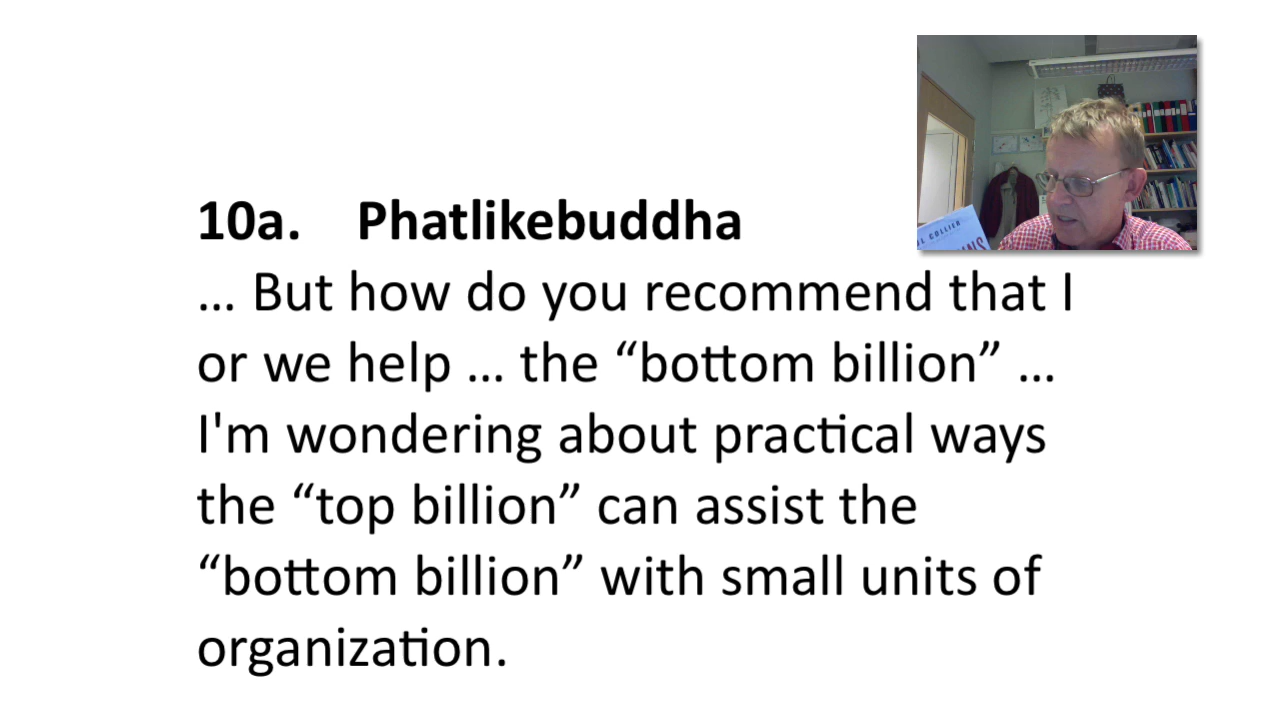 10a. Phatlikebuddha
… But how do you recommend that I
or we help … the “bottom billion” …
I'm wondering about practical ways
the “top billion” can assist the
“bottom billion” with small units of
organization.
COLLIER